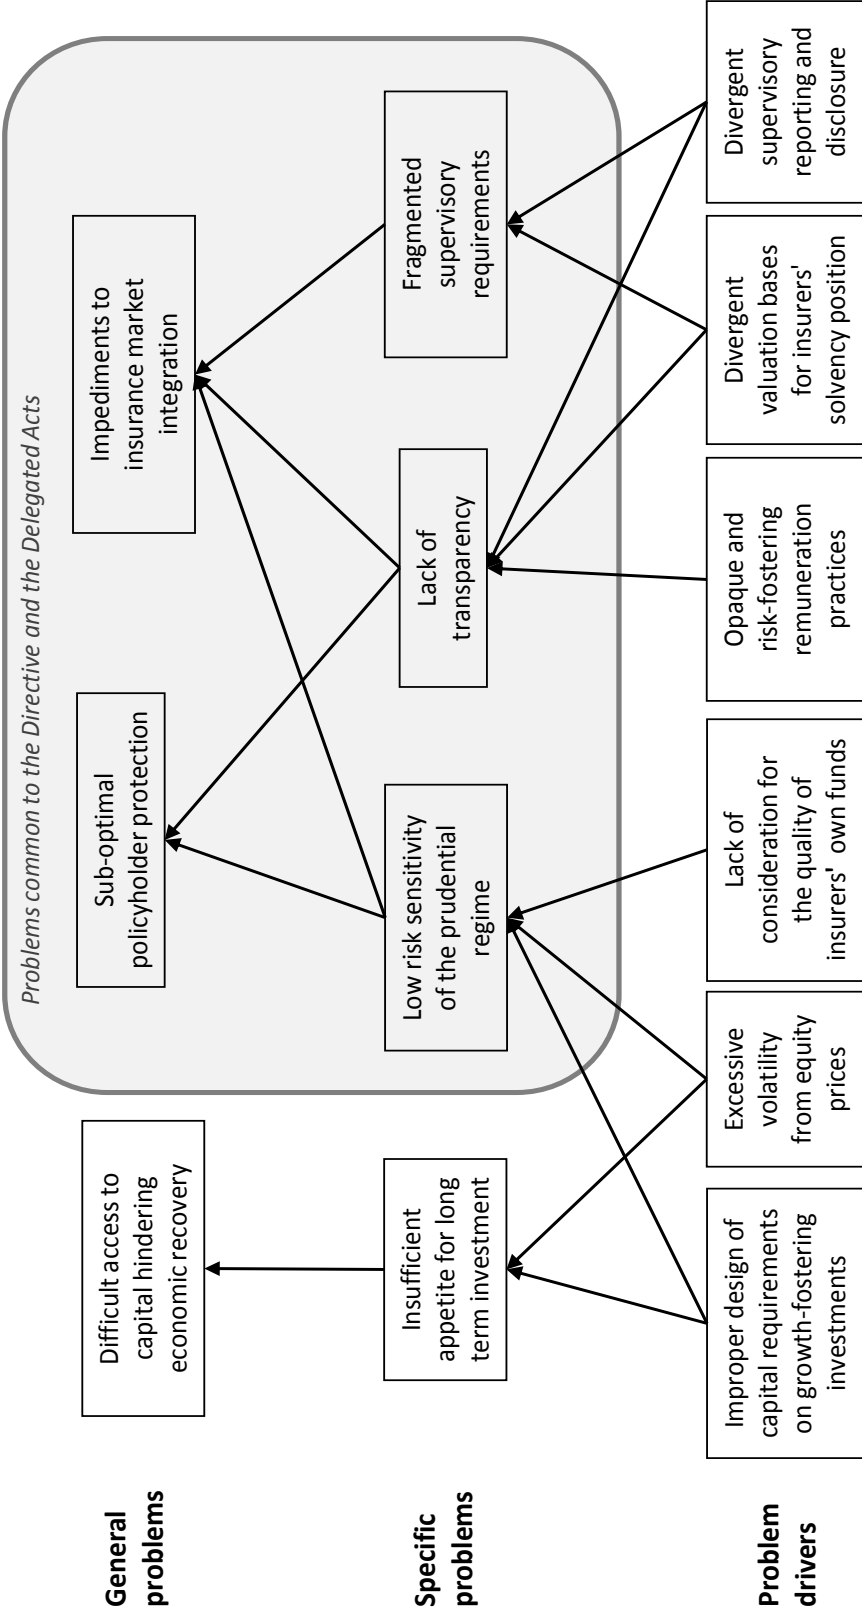 Problems common to the Directive and the Delegated Acts
General
problems
Difficult access to
capital hindering
economic recovery
Sub-optimal
policyholder protection
Impediments to
insurance market
integration
Specific
problems
Insufficient
appetite for long
term investment
Low risk sensitivity
of the prudential
regime
Lack of
transparency
Fragmented
supervisory
requirements
Problem
drivers
Improper design of
capital requirements
on growth-fostering
investments
Excessive
volatility
from equity
prices
Lack of
consideration for
the quality of
insurers' own funds
Opaque and
risk-fostering
remuneration
practices
Divergent
valuation bases
for insurers'
solvency position
Divergent
supervisory
reporting and
disclosure